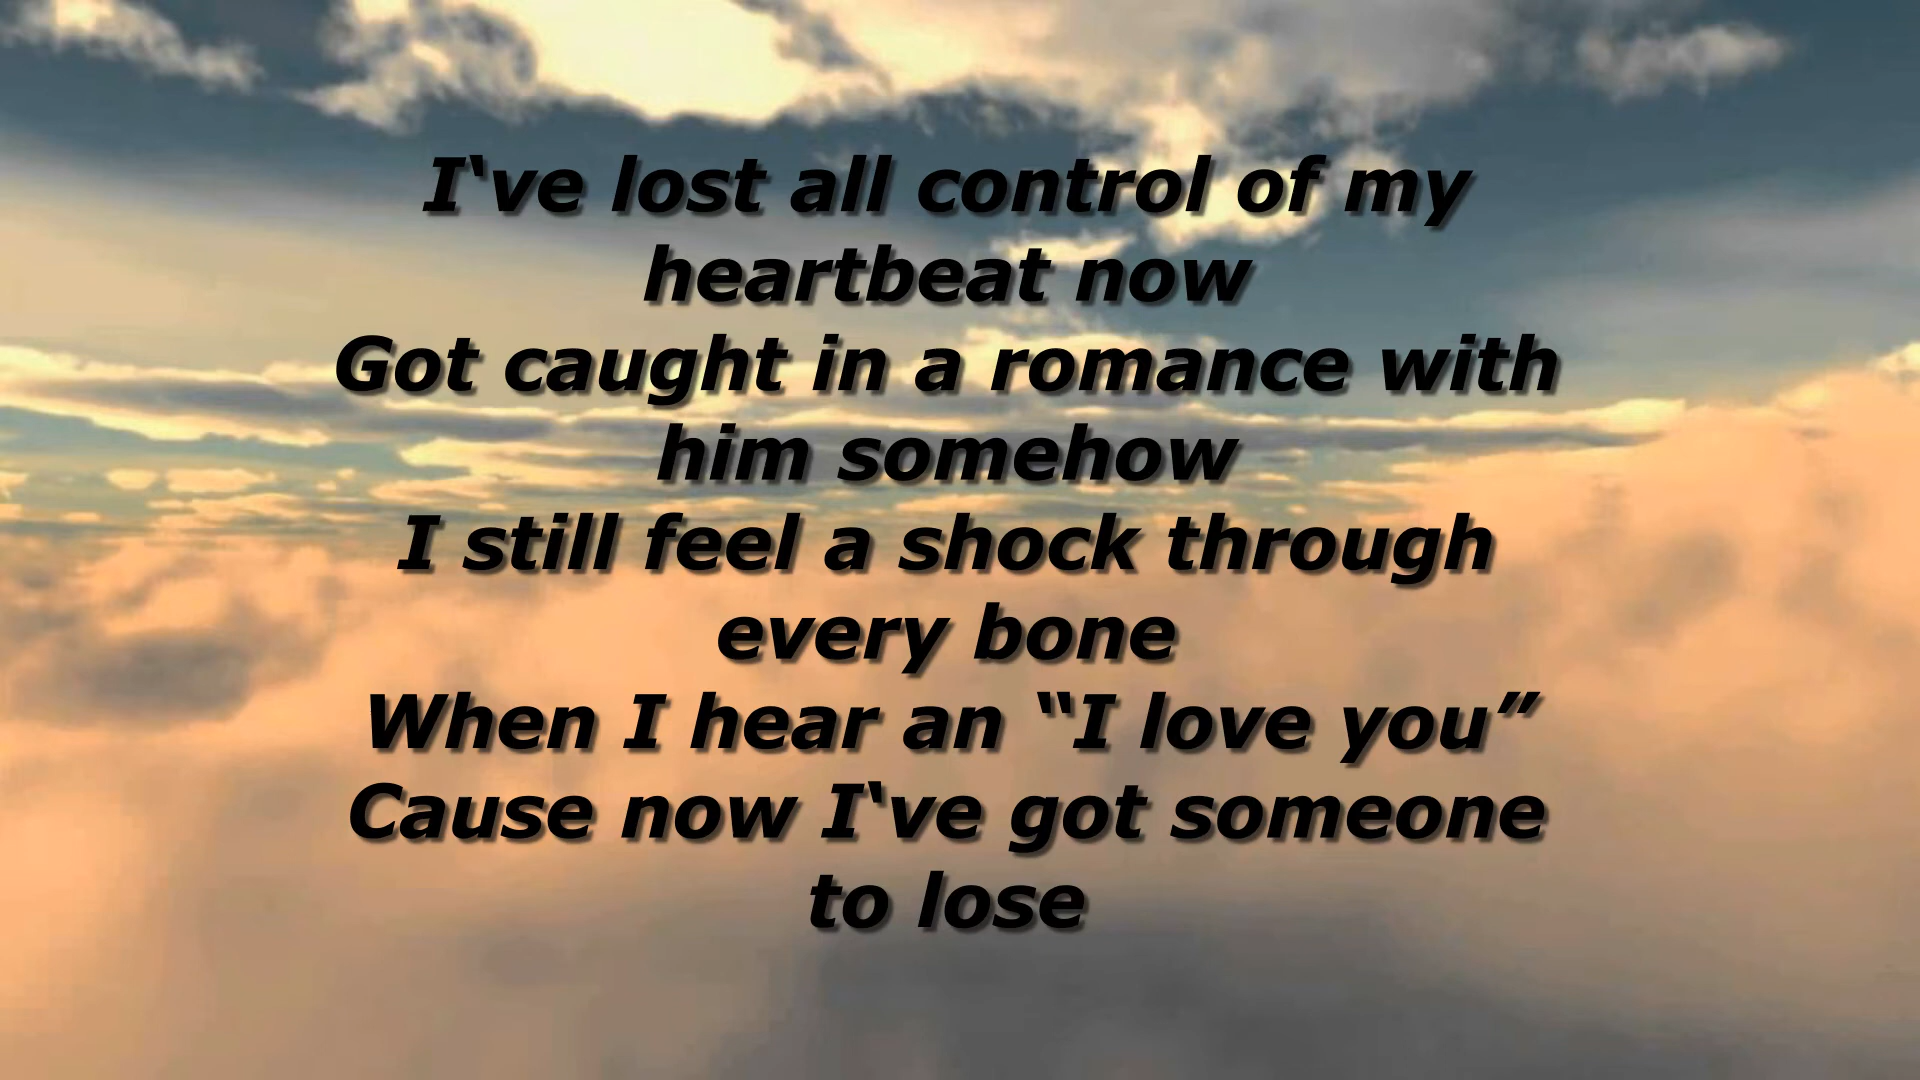 I‘ve lost all control of my
heartbeat now
Got caught in a romance with
him somehow
I still feel a shock through
every bone
When I hear an “I love you”
Cause now I‘ve got someone
to lose